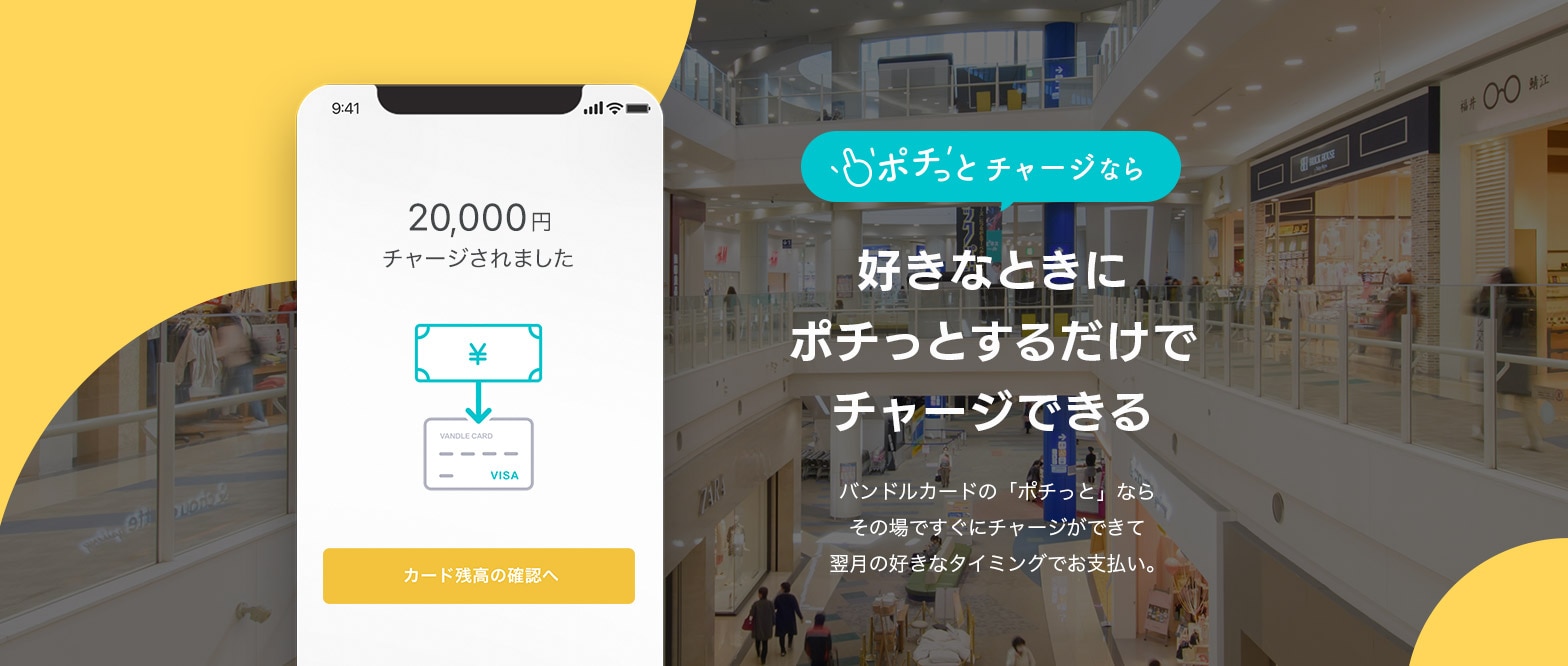 9:41
20,000円
チャージされました
¥
VANDLE CARD
VISA
カード残高の確認へ
ポチっと チャージなら
好きなときに
ポチっとするだけで
チャージできる
バンドルカードの「ポチっと」なら
その場ですぐにチャージができて
翌月の好きなタイミングでお支払い。
福井 鯖江
BRICK HOUSE
ZARA